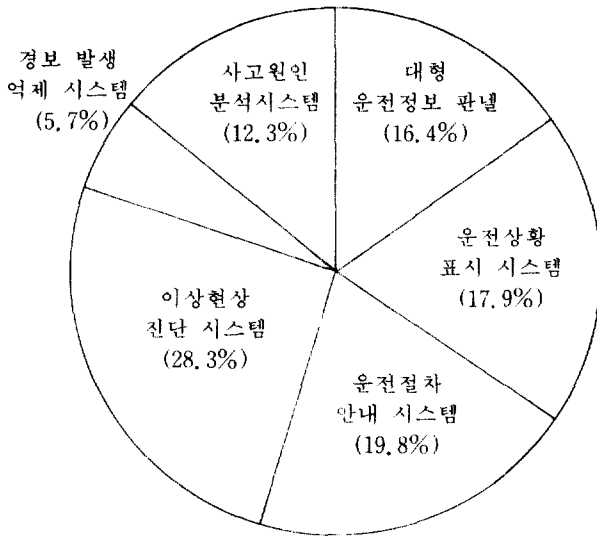 경보 발생
억제 시스템
(5.7%)
사고원인
분석시스템
(12.3%)
대형
운전정보 판넬
(16.4%)
운전상황
표시 시스템
(17.9%)
이상현상
진단 시스템
(28.3%)
운전절차
안내 시스템
(19.8%)